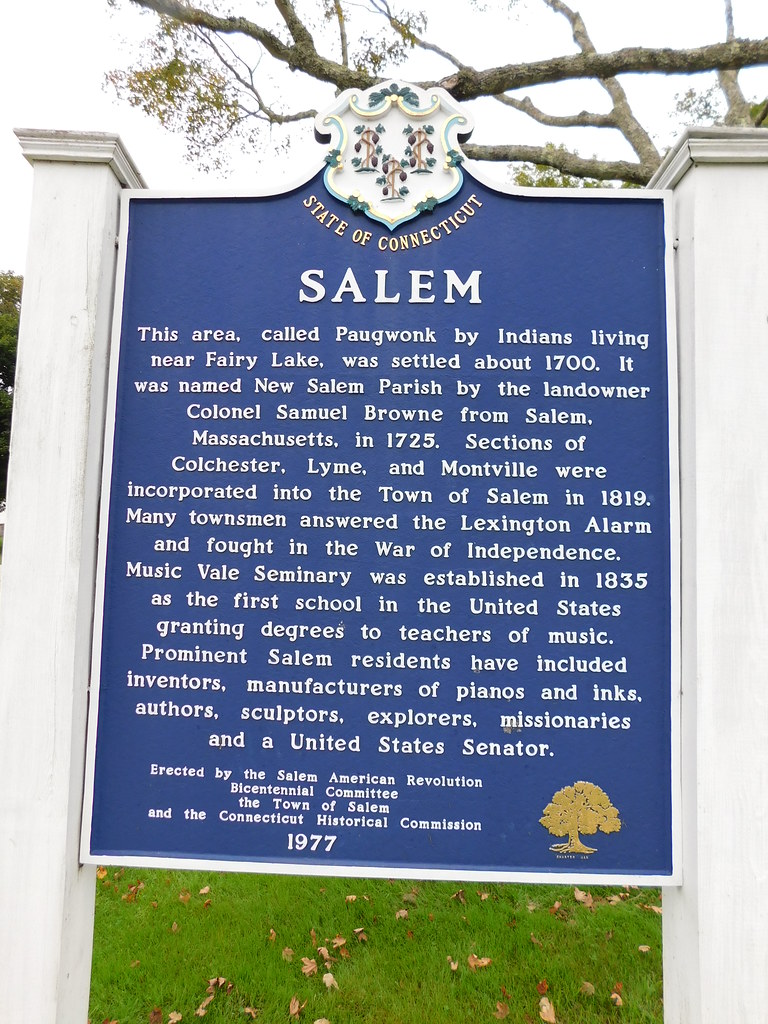 STATE OF CONNECTICUT
SALEM
This area, called Paugwonk by Indians living
near Fairy Lake, was settled about 1700. It
was named New Salem Parish by the landowner
Colonel Samuel Browne from Salem,
Massachusetts, in 1725. Sections of
Colchester, Lyme, and Montville were
incorporated into the Town of Salem in 1819.
Many townsmen answered the Lexington Alarm
and fought in the War of Independence.
Music Vale Seminary was established in 1835
as the first school in the United States
granting degrees to teachers of music.
Prominent Salem residents have included
inventors, manufacturers of pianos and inks,
authors, sculptors, explorers, missionaries
and a United States Senator.
Erected by the Salem American Revolution
Bicentennial Committee
the Town of Salem
and the Connecticut Historical Commission
1977